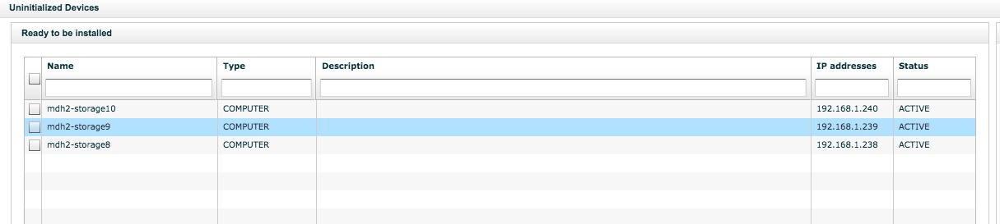 Uninitialized Devices
Ready to be installed
Name Type Description IP addresses Status
mdh2-storage10 COMPUTER 192.168.1.240 ACTIVE
mdh2-storage9 COMPUTER 192.168.1.239 ACTIVE
mdh2-storage8 COMPUTER 192.168.1.238 ACTIVE